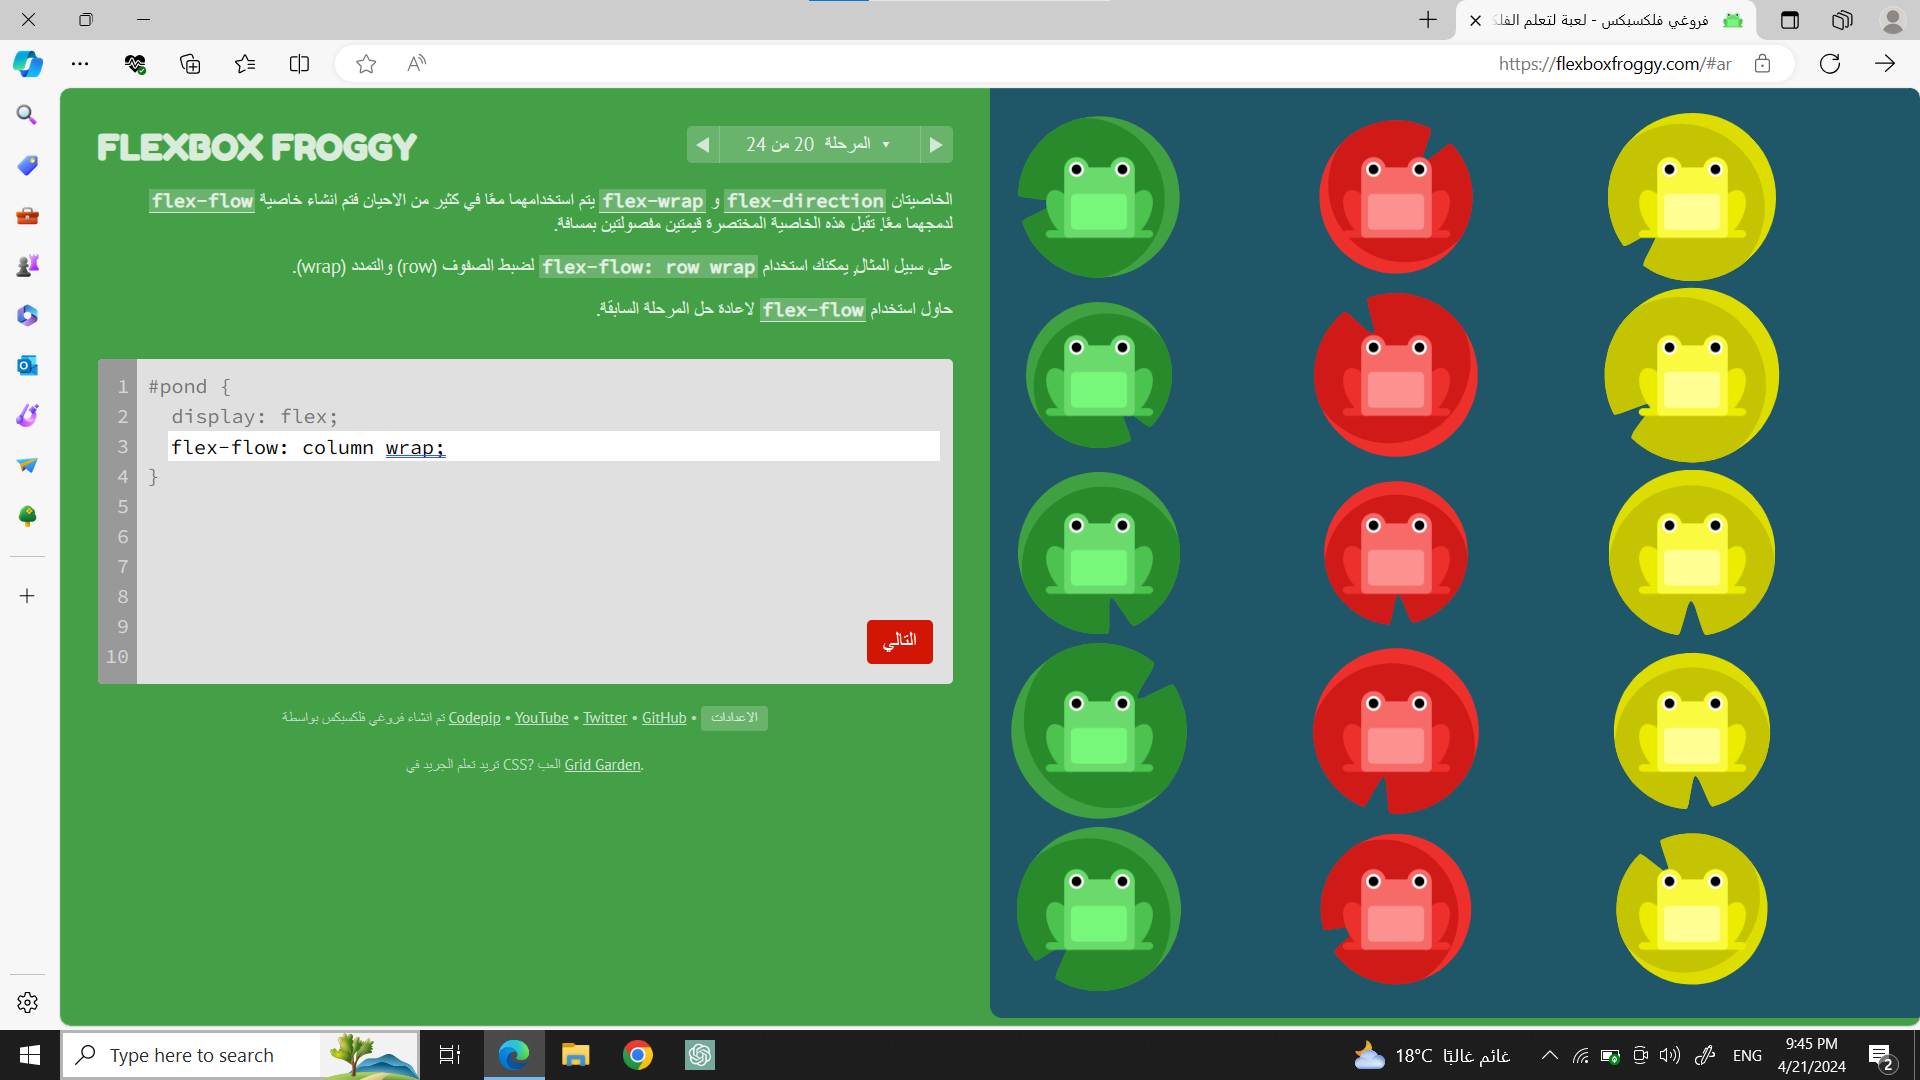 فروغي فلكسبكس - لعبة لتعلم الفلك
https://flexboxfroggy.com/#ar
FLEXBOX FROGGY
المرحلة 20 من 24
الخاصيتان flex-direction و flex-wrap يتم استخدامهما معًا في كثير من الاحيان فتم انشاء خاصية flex-flow
لدمجهما معًا. تقبل هذه الخاصية المختصرة قيمتين مفصولتين بمسافة.
على سبيل المثال, يمكنك استخدام flex-flow: row wrap لضبط الصفوف (row) والتمدد (wrap).
حاول استخدام flex-flow لاعادة حل المرحلة السابقة.
1 #pond {
2 display: flex;
3 flex-flow: column wrap;
4 }
5
6
7
8
9
10
التالي
تم انشاء فروغي فلكسبكس بواسطة Codepip • YouTube • Twitter • GitHub • الاعدادات
تريد تعلم الجريد في CSS? العب Grid Garden.
Type here to search
18°C غائم غالبًا
ENG
9:45 PM
4/21/2024
2